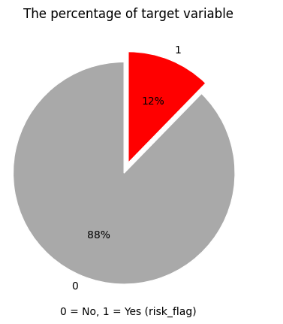 The percentage of target variable
1
12%
88%
0
0 = No, 1 = Yes (risk_flag)